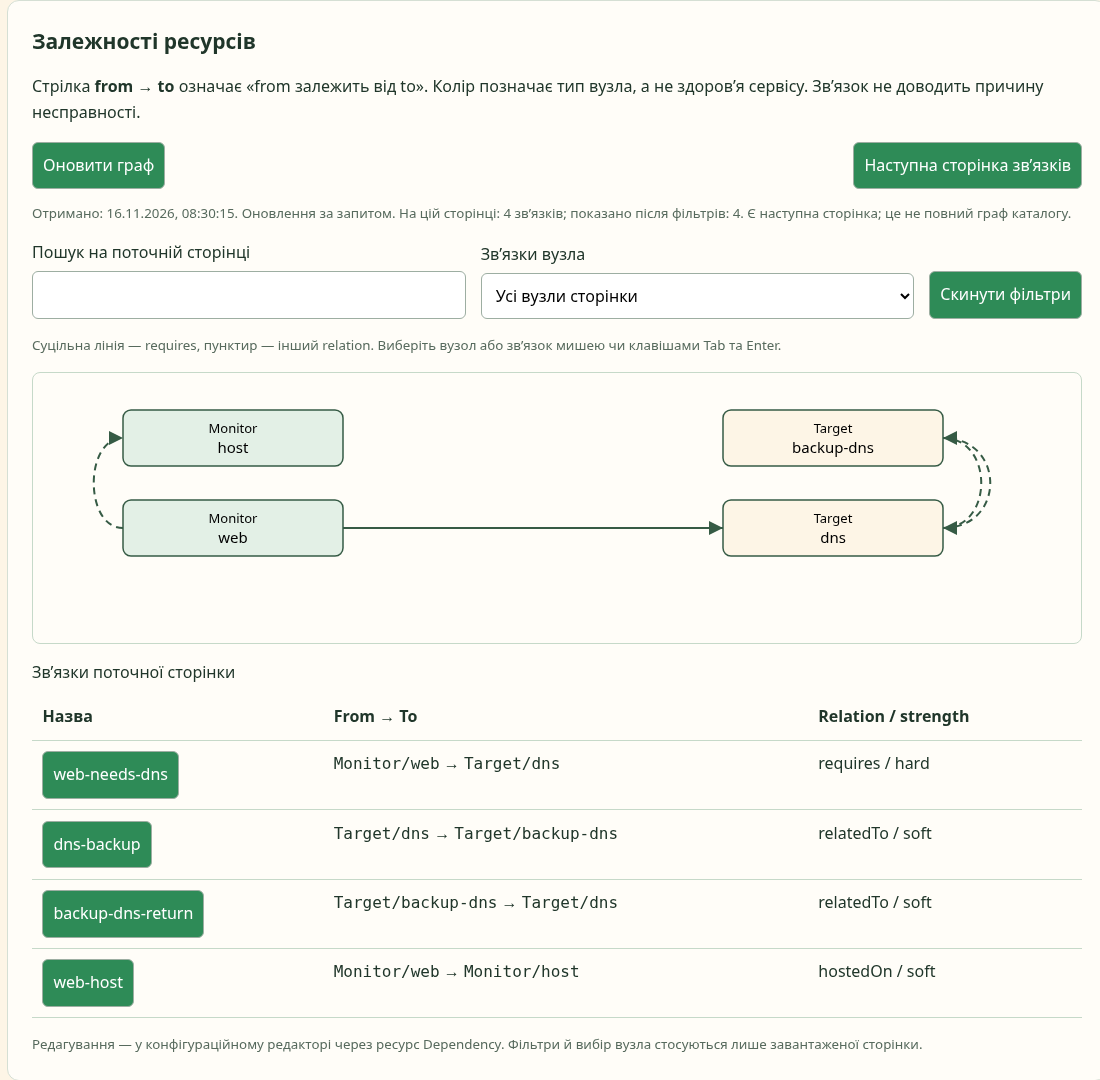 Залежності ресурсів
Стрілка from → to означає «from залежить від to». Колір позначає тип вузла, а не здоров’я сервісу. Зв’язок не доводить причину
несправності.
Оновити граф
Наступна сторінка зв’язків
Отримано: 16.11.2026, 08:30:15. Оновлення за запитом. На цій сторінці: 4 зв’язків; показано після фільтрів: 4. Є наступна сторінка; це не повний граф каталогу.
Пошук на поточній сторінці
Зв’язки вузла
Усі вузли сторінки
Скинути фільтри
Суцільна лінія — requires, пунктир — інший relation. Виберіть вузол або зв’язок мишею чи клавішами Tab та Enter.
Monitor
host
Target
backup-dns
Monitor
web
Target
dns
Зв’язки поточної сторінки
Назва From → To Relation / strength
web-needs-dns Monitor/web → Target/dns requires / hard
dns-backup Target/dns → Target/backup-dns relatedTo / soft
backup-dns-return Target/backup-dns → Target/dns relatedTo / soft
web-host Monitor/web → Monitor/host hostedOn / soft
Редагування — у конфігураційному редакторі через ресурс Dependency. Фільтри й вибір вузла стосуються лише завантаженої сторінки.